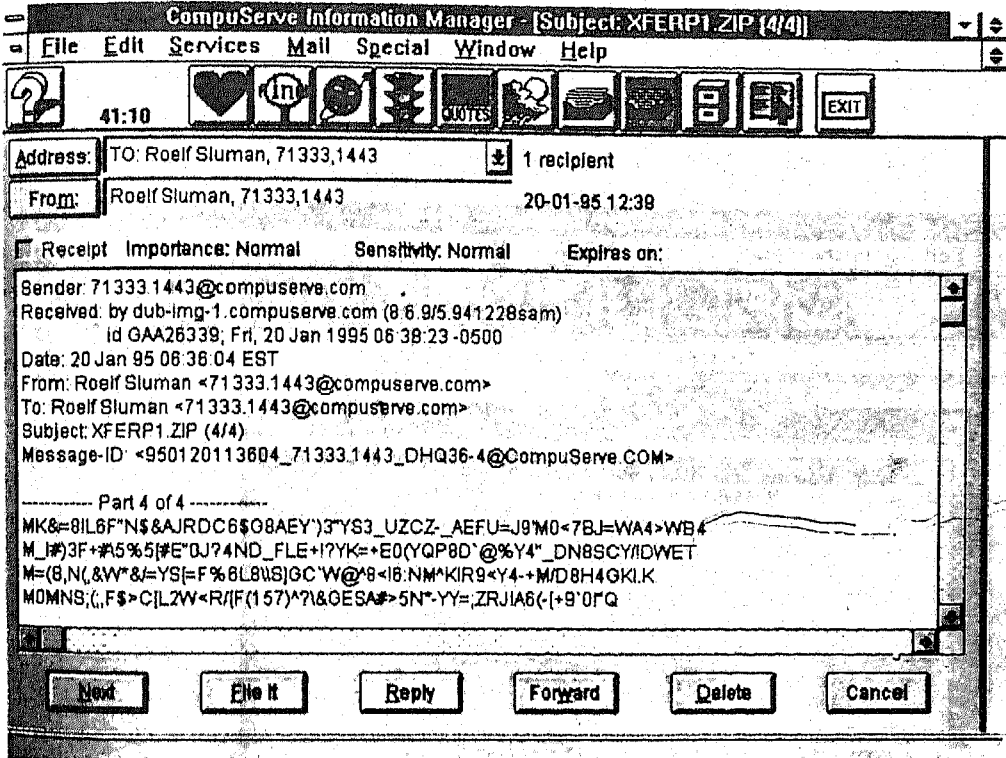 CompuServe Information Manager - [Subject: XFERP1.ZIP (4/4)]
File Edit Services Mail Special Window Help
41:10 QUOTES EXIT
Address: TO: Roelf Sluman, 71333,1443 1 recipient
From: Roelf Sluman, 71333,1443 20-01-95 12:39
Receipt Importance: Normal Sensitivity: Normal Expires on:
Sender: 71333.1443@compuserve.com
Received: by dub-img-1.compuserve.com (8.6.9/5.941228sam)
id GAA26339; Fri, 20 Jan 1995 06:38:23 -0500
Date: 20 Jan 95 06:36:04 EST
From: Roelf Sluman <71333.1443@compuserve.com>
To: Roelf Sluman <71333.1443@compuserve.com>
Subject: XFERP1.ZIP (4/4)
Message-ID: <950120113604_71333.1443_DHQ36-4@CompuServe.COM>
------------ Part 4 of 4 ------------
Next File It Reply Forward Delete Cancel